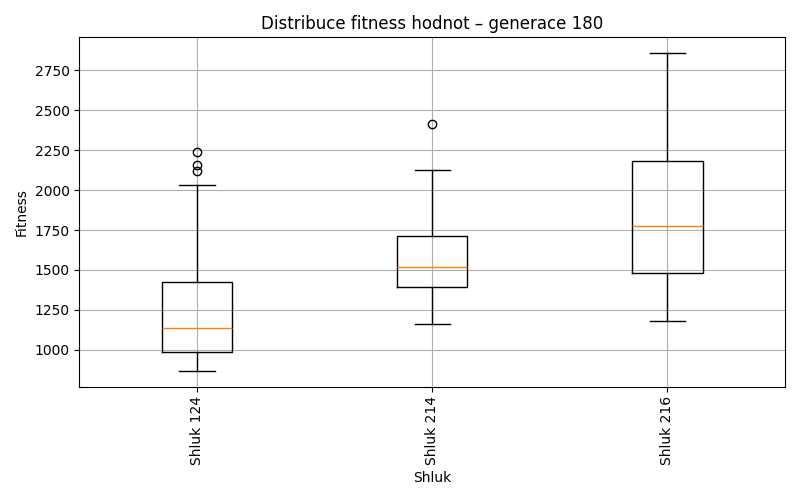 Distribuce fitness hodnot – generace 180
Fitness
2750
2500
2250
2000
1750
1500
1250
1000
Shluk 124
Shluk 214
Shluk 216
Shluk